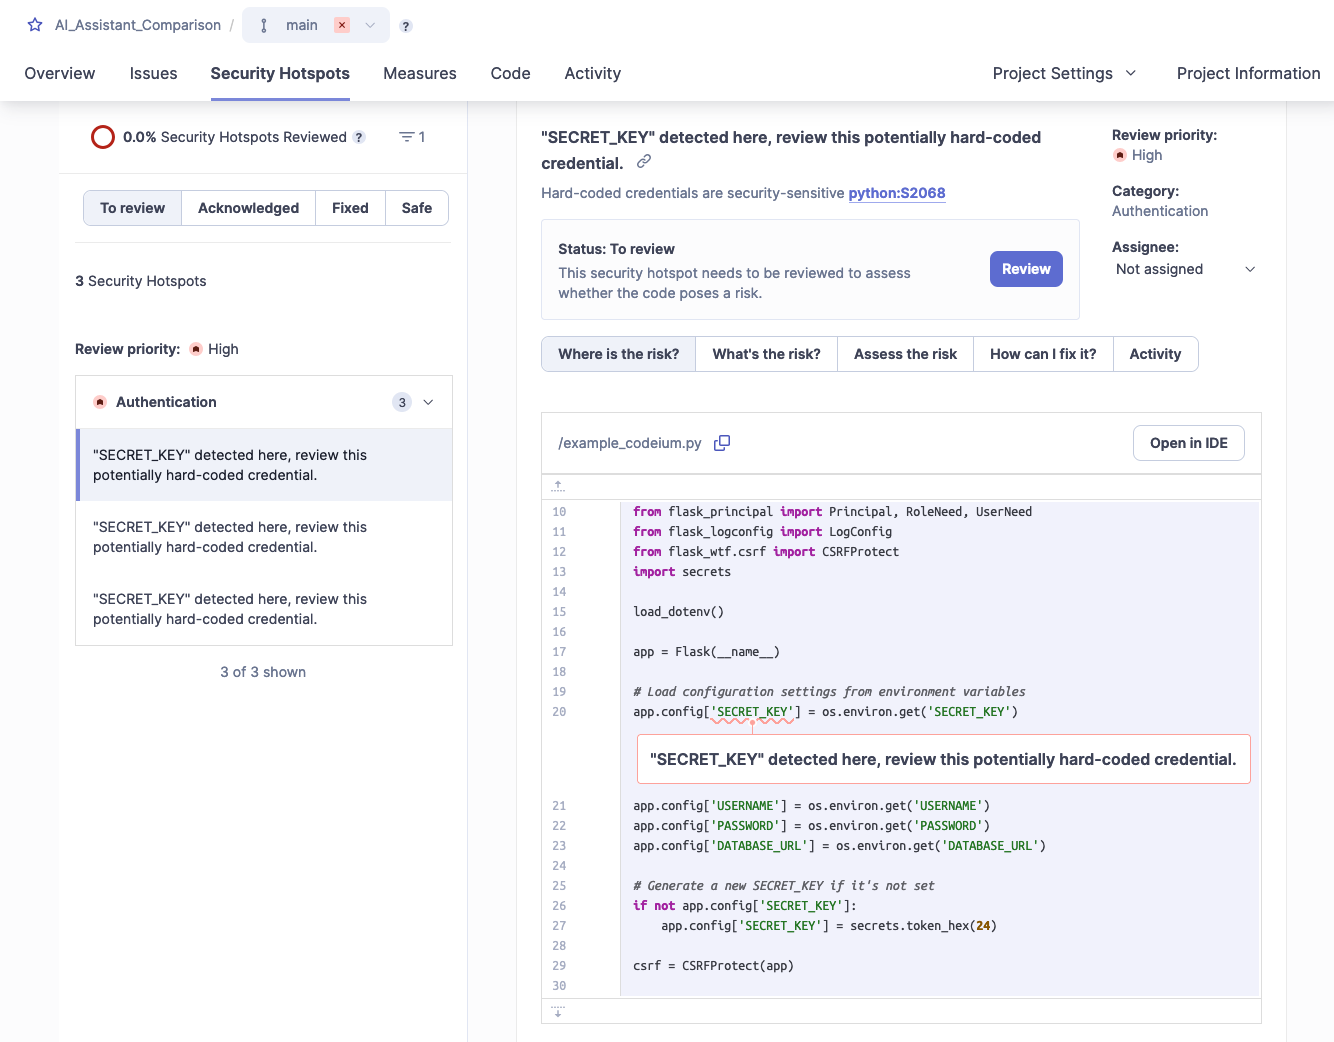 AI_Assistant_Comparison / main ?
Overview Issues Security Hotspots Measures Code Activity Project Settings Project Information
0.0% Security Hotspots Reviewed ? 1
To review Acknowledged Fixed Safe
3 Security Hotspots
Review priority: High
Authentication 3
"SECRET_KEY" detected here, review this
potentially hard-coded credential.
"SECRET_KEY" detected here, review this
potentially hard-coded credential.
"SECRET_KEY" detected here, review this
potentially hard-coded credential.
3 of 3 shown
"SECRET_KEY" detected here, review this potentially hard-coded
credential.
Hard-coded credentials are security-sensitive python:S2068
Status: To review
This security hotspot needs to be reviewed to assess
whether the code poses a risk.
Review
Review priority:
High
Category:
Authentication
Assignee:
Not assigned
Where is the risk? What's the risk? Assess the risk How can I fix it? Activity
/example_codeium.py Open in IDE
10 from flask_principal import Principal, RoleNeed, UserNeed
11 from flask_logconfig import LogConfig
12 from flask_wtf.csrf import CSRFProtect
13 import secrets
14
15 load_dotenv()
16
17 app = Flask(__name__)
18
19 # Load configuration settings from environment variables
20 app.config['SECRET_KEY'] = os.environ.get('SECRET_KEY')
"SECRET_KEY" detected here, review this potentially hard-coded credential.
21 app.config['USERNAME'] = os.environ.get('USERNAME')
22 app.config['PASSWORD'] = os.environ.get('PASSWORD')
23 app.config['DATABASE_URL'] = os.environ.get('DATABASE_URL')
24
25 # Generate a new SECRET_KEY if it's not set
26 if not app.config['SECRET_KEY']:
27 app.config['SECRET_KEY'] = secrets.token_hex(24)
28
29 csrf = CSRFProtect(app)
30